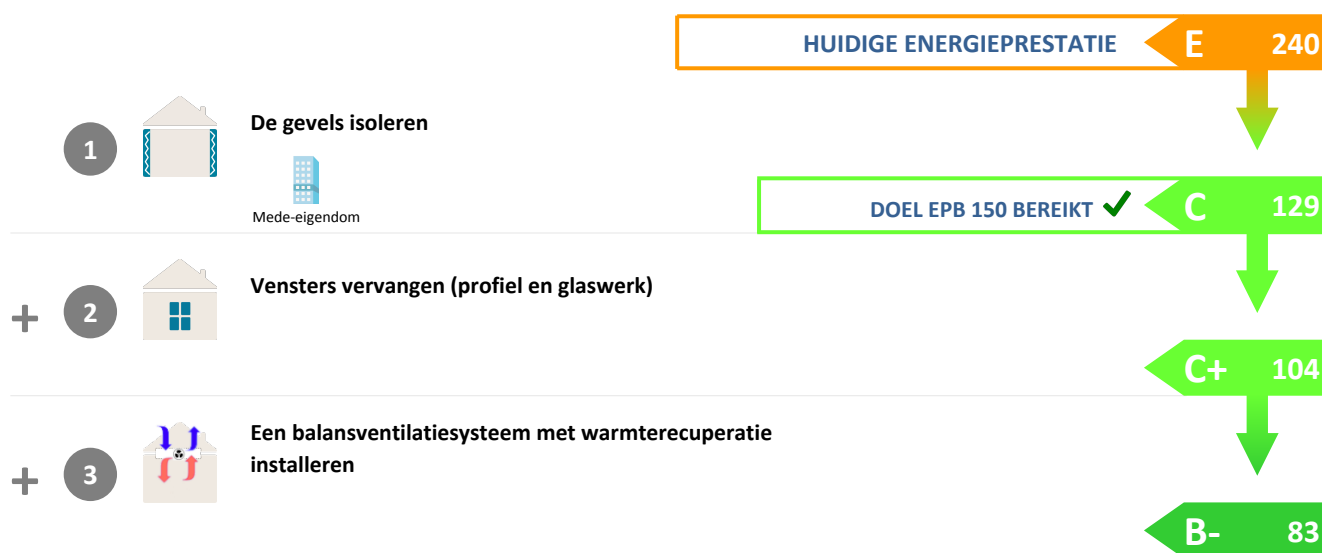 HUIDIGE ENERGIEPRESTATIE E 240
1 De gevels isoleren
Mede-eigendom
DOEL EPB 150 BEREIKT ✔ C 129
+ 2 Vensters vervangen (profiel en glaswerk)
C+ 104
+ 3 Een balansventilatiesysteem met warmterecuperatie
installeren
B- 83